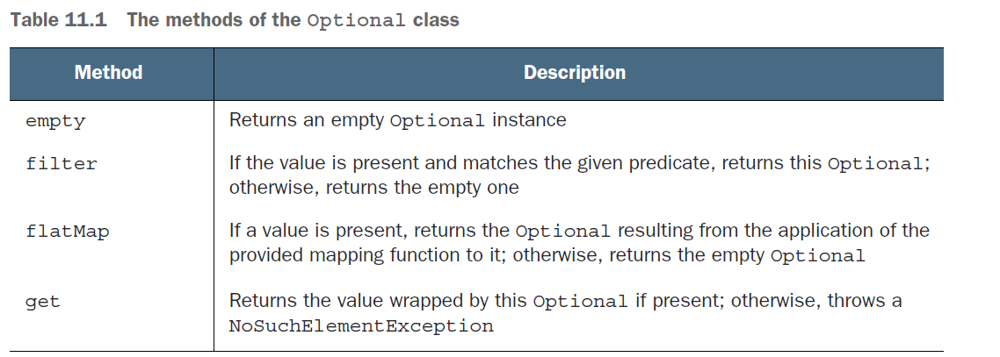 Table 11.1 The methods of the Optional class
Method Description
empty Returns an empty Optional instance
filter If the value is present and matches the given predicate, returns this Optional;
otherwise, returns the empty one
flatMap If a value is present, returns the Optional resulting from the application of the
provided mapping function to it; otherwise, returns the empty Optional
get Returns the value wrapped by this Optional if present; otherwise, throws a
NoSuchElementException